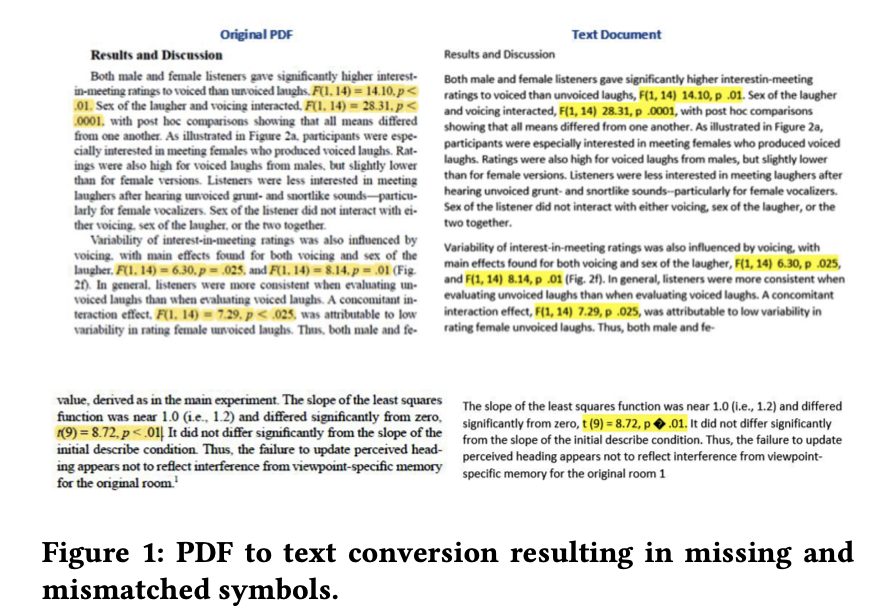 Original PDF
Results and Discussion
Both male and female listeners gave significantly higher interest-
in-meeting ratings to voiced than unvoiced laughs, F(1, 14) = 14.10, p <
.01. Sex of the laugher and voicing interacted, F(1, 14) = 28.31, p <
.0001, with post hoc comparisons showing that all means differed
from one another. As illustrated in Figure 2a, participants were espe-
cially interested in meeting females who produced voiced laughs. Rat-
ings were also high for voiced laughs from males, but slightly lower
than for female versions. Listeners were less interested in meeting
laughers after hearing unvoiced grunt- and snortlike sounds—particu-
larly for female vocalizers. Sex of the listener did not interact with ei-
ther voicing, sex of the laugher, or the two together.
Variability of interest-in-meeting ratings was also influenced by
voicing, with main effects found for both voicing and sex of the
laugher, F(1, 14) = 6.30, p = .025, and F(1, 14) = 8.14, p = .01 (Fig.
2f). In general, listeners were more consistent when evaluating un-
voiced laughs than when evaluating voiced laughs. A concomitant in-
teraction effect, F(1, 14) = 7.29, p < .025, was attributable to low
variability in rating female unvoiced laughs. Thus, both male and fe-
Text Document
Results and Discussion
Both male and female listeners gave significantly higher interestin-meeting
ratings to voiced than unvoiced laughs, F(1, 14) 14.10, p .01. Sex of the laugher
and voicing interacted, F(1, 14) 28.31, p .0001, with post hoc comparisons
showing that all means differed from one another. As illustrated in Figure 2a,
participants were especially interested in meeting females who produced voiced
laughs. Ratings were also high for voiced laughs from males, but slightly lower
than for female versions. Listeners were less interested in meeting laughers after
hearing unvoiced grunt- and snortlike sounds--particularly for female vocalizers.
Sex of the listener did not interact with either voicing, sex of the laugher, or the
two together.
Variability of interest-in-meeting ratings was also influenced by voicing, with
main effects found for both voicing and sex of the laugher, F(1, 14) 6.30, p .025,
and F(1, 14) 8.14, p .01 (Fig. 2f). In general, listeners were more consistent when
evaluating unvoiced laughs than when evaluating voiced laughs. A concomitant
interaction effect, F(1, 14) 7.29, p .025, was attributable to low variability in
rating female unvoiced laughs. Thus, both male and fe-
value, derived as in the main experiment. The slope of the least squares
function was near 1.0 (i.e., 1.2) and differed significantly from zero,
t(9) = 8.72, p < .01. It did not differ significantly from the slope of the
initial describe condition. Thus, the failure to update perceived head-
ing appears not to reflect interference from viewpoint-specific memory
for the original room.1
The slope of the least squares function was near 1.0 (i.e., 1.2) and differed
significantly from zero, t (9) = 8.72, p � .01. It did not differ significantly
from the slope of the initial describe condition. Thus, the failure to update
perceived heading appears not to reflect interference from viewpoint-
specific memory for the original room 1
Figure 1: PDF to text conversion resulting in missing and
mismatched symbols.